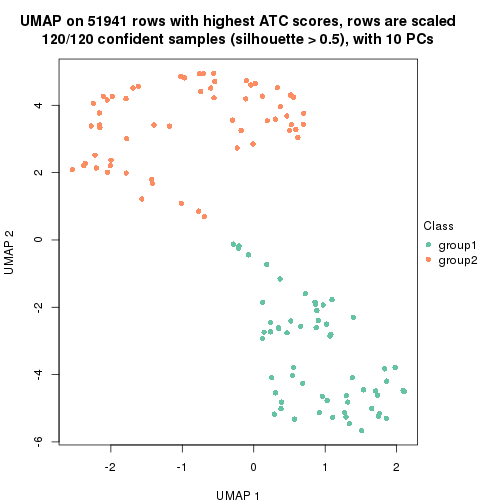 UMAP on 51941 rows with highest ATC scores, rows are scaled
120/120 confident samples (silhouette > 0.5), with 10 PCs
UMAP 2
4
2
0
-2
-4
-6
-2
-1
0
1
2
UMAP 1
Class
group1
group2